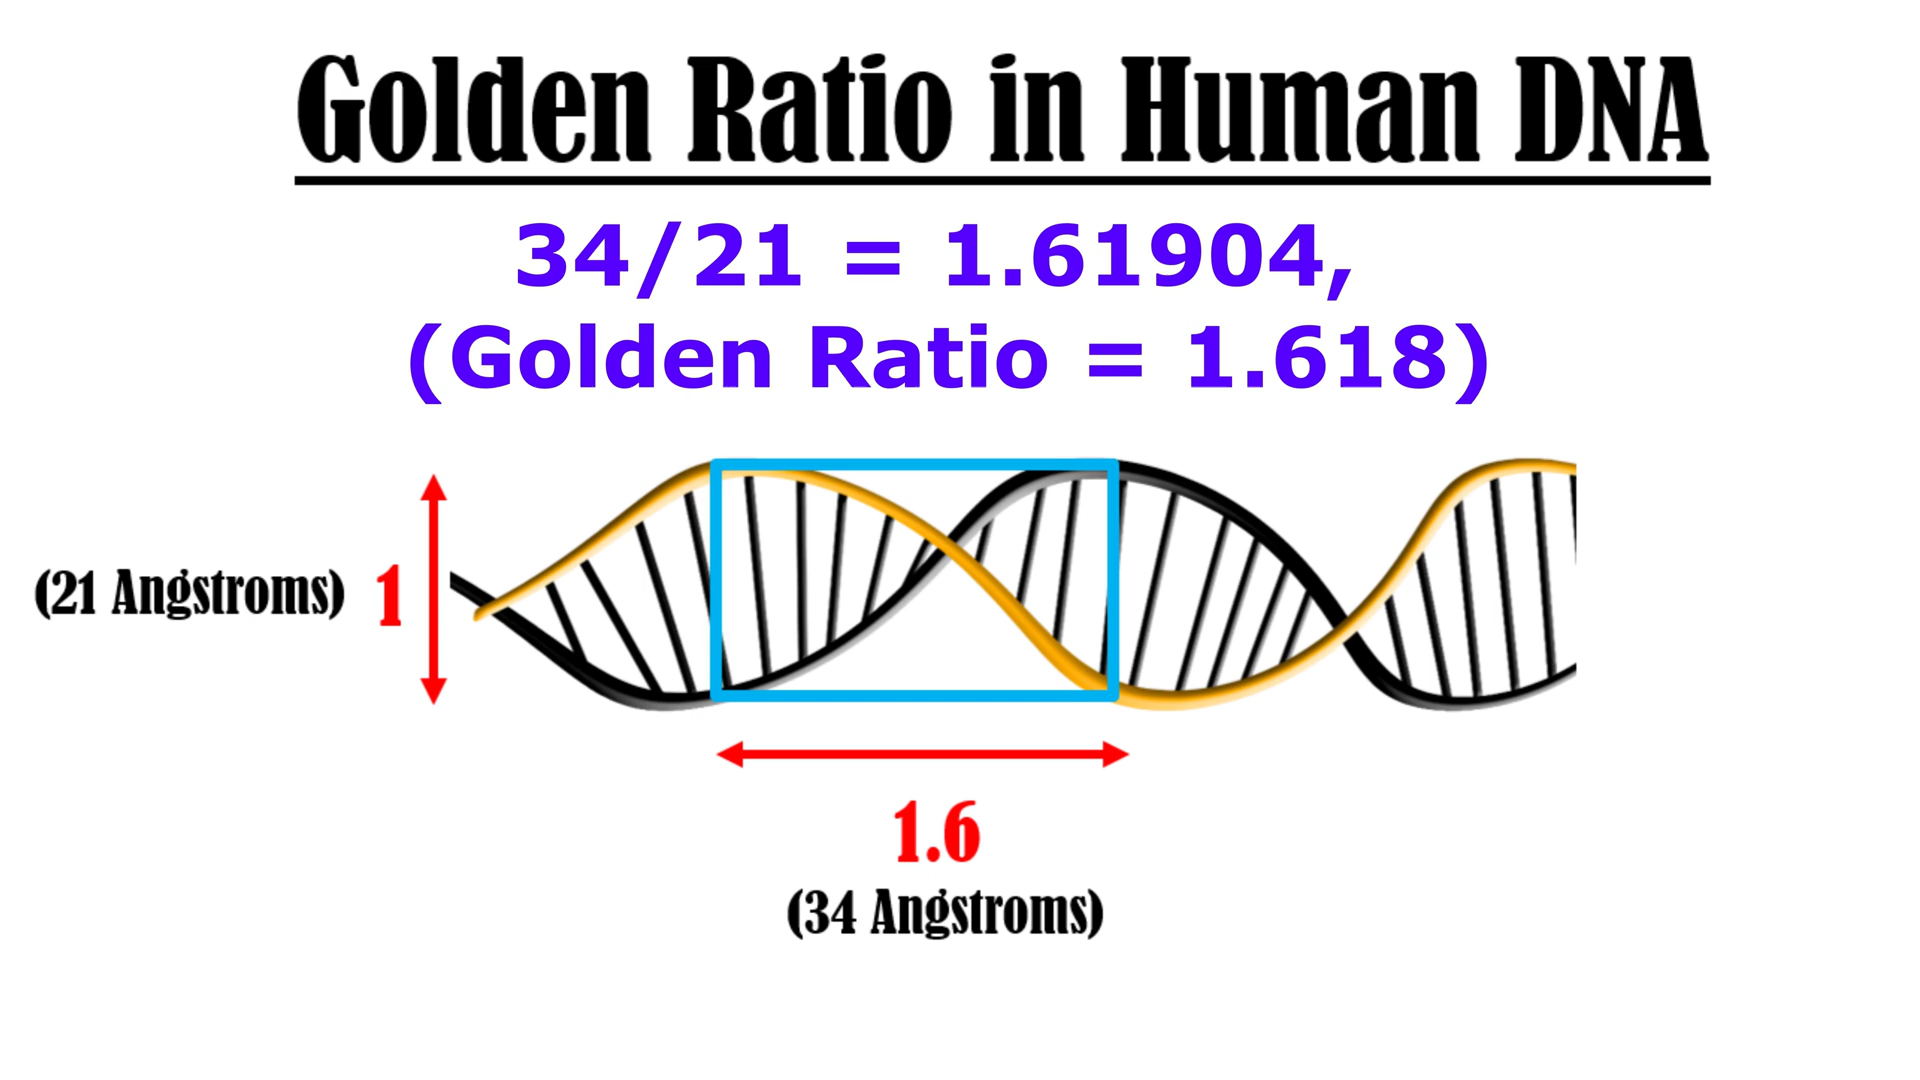 Golden Ratio in Human DNA
34/21 = 1.61904,
(Golden Ratio = 1.618)
(21 Angstroms) 1
1.6
(34 Angstroms)